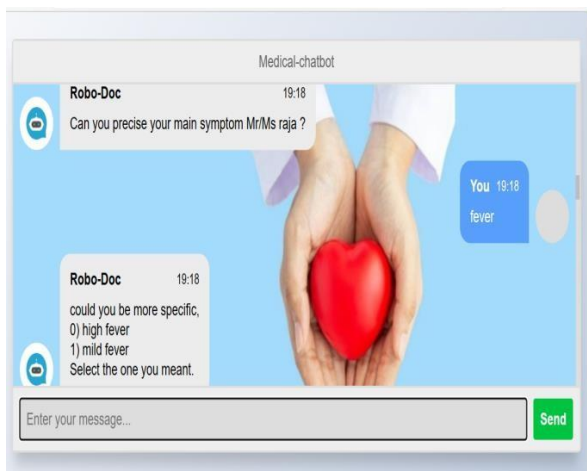 Medical-chatbot
Robo-Doc 19:18
Can you precise your main symptom Mr/Ms raja ?
You 19:18
fever
Robo-Doc 19:18
could you be more specific,
0) high fever
1) mild fever
Select the one you meant.
Enter your message...
Send